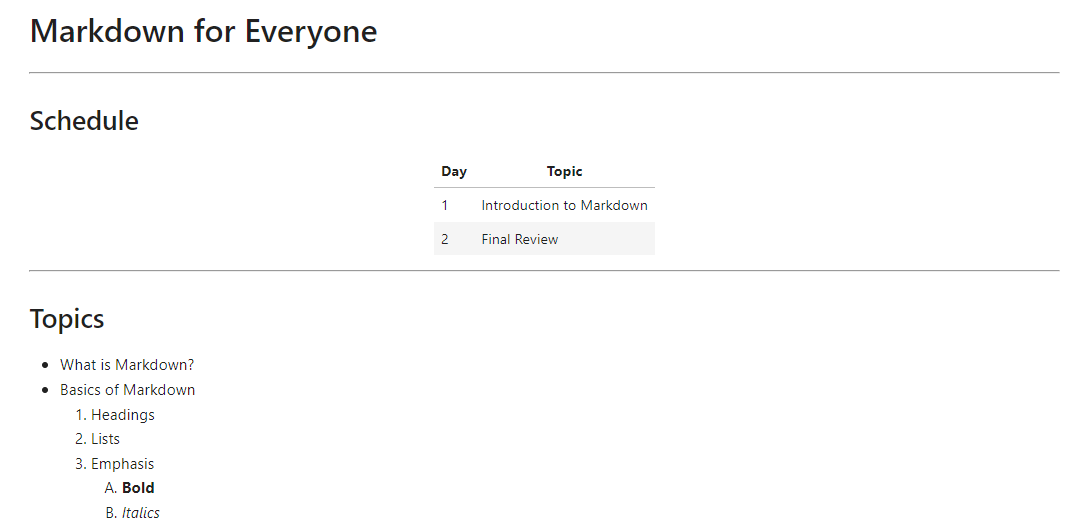 Markdown for Everyone
Schedule
Day Topic
1 Introduction to Markdown
2 Final Review
Topics
• What is Markdown?
• Basics of Markdown
1. Headings
2. Lists
3. Emphasis
A. Bold
B. Italics